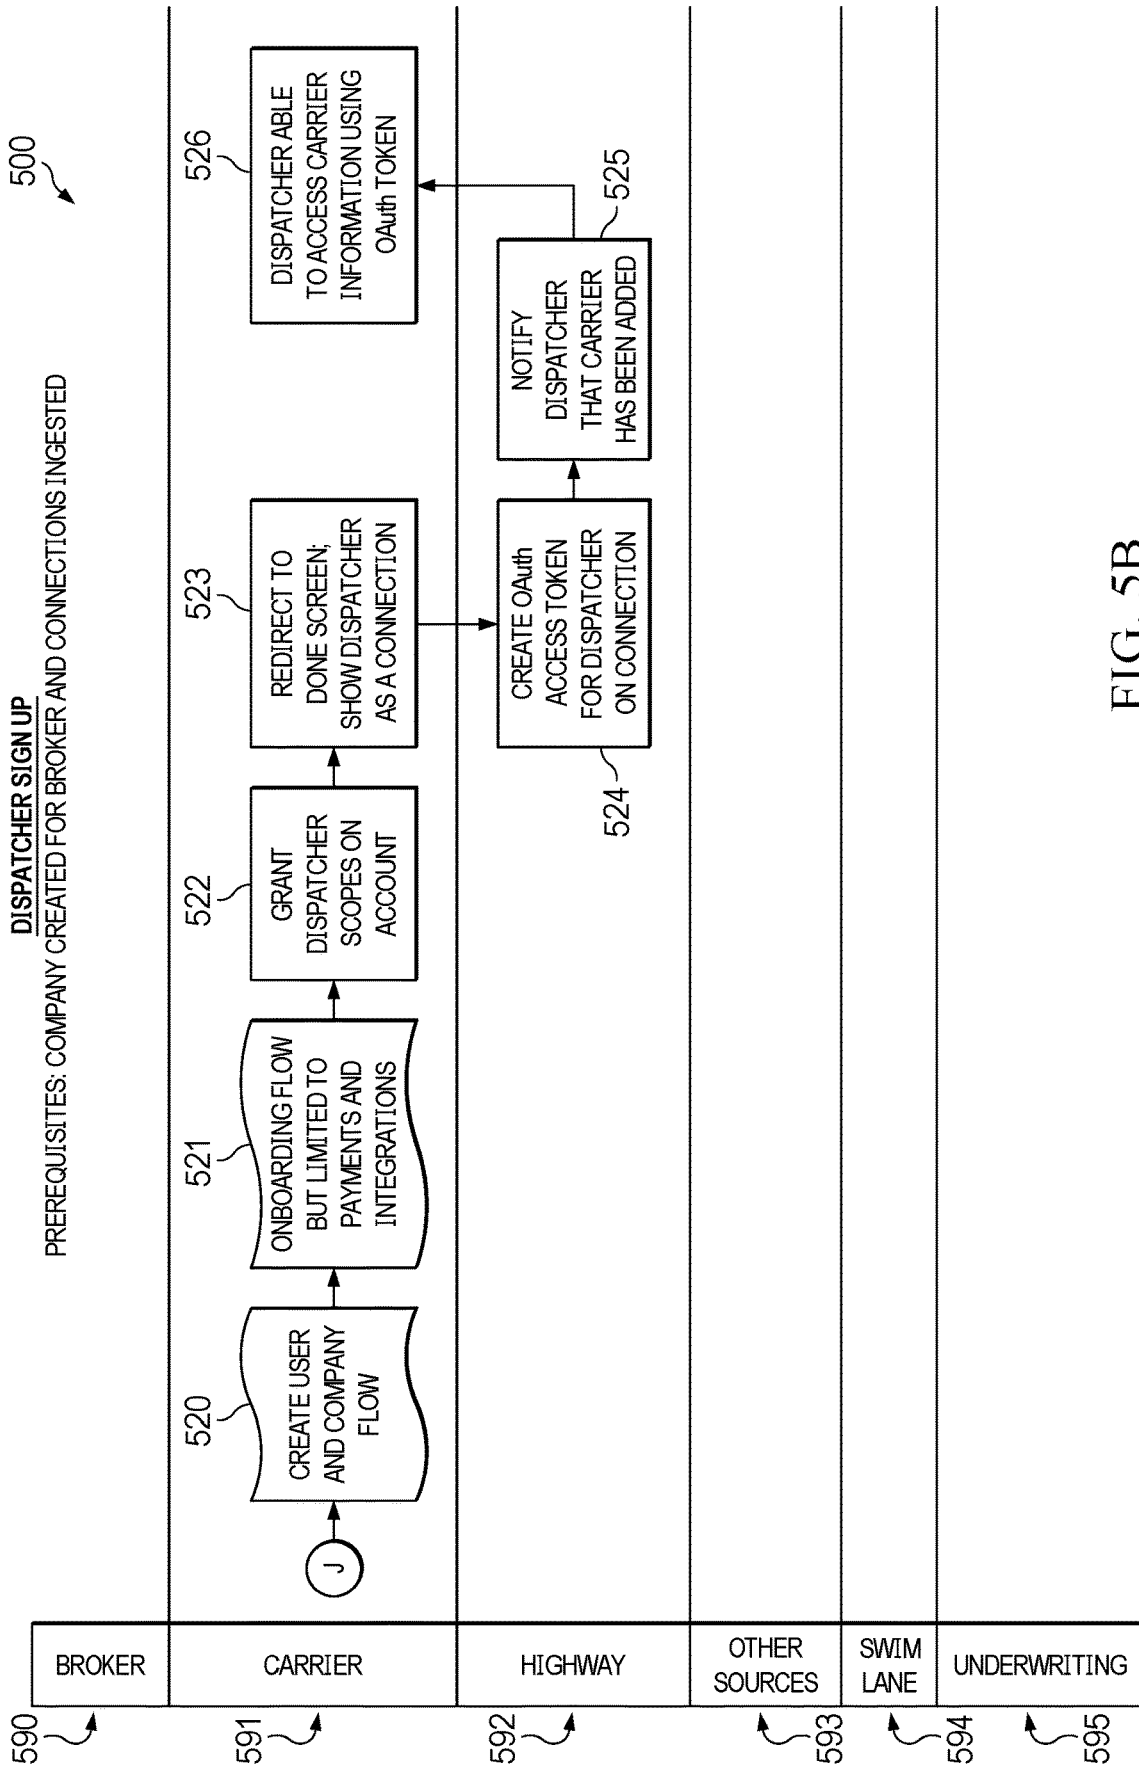 500
DISPATCHER SIGN UP
PREREQUISITES: COMPANY CREATED FOR BROKER AND CONNECTIONS INGESTED
590
BROKER
591
CARRIER
J
520
CREATE USER
AND COMPANY
FLOW
521
ONBOARDING FLOW
BUT LIMITED TO
PAYMENTS AND
INTEGRATIONS
522
GRANT
DISPATCHER
SCOPES ON
ACCOUNT
523
REDIRECT TO
DONE SCREEN;
SHOW DISPATCHER
AS A CONNECTION
526
DISPATCHER ABLE
TO ACCESS CARRIER
INFORMATION USING
OAuth TOKEN
592
HIGHWAY
524
CREATE OAuth
ACCESS TOKEN
FOR DISPATCHER
ON CONNECTION
525
NOTIFY
DISPATCHER
THAT CARRIER
HAS BEEN ADDED
593
OTHER
SOURCES
594
SWIM
LANE
595
UNDERWRITING
FIG. 5B